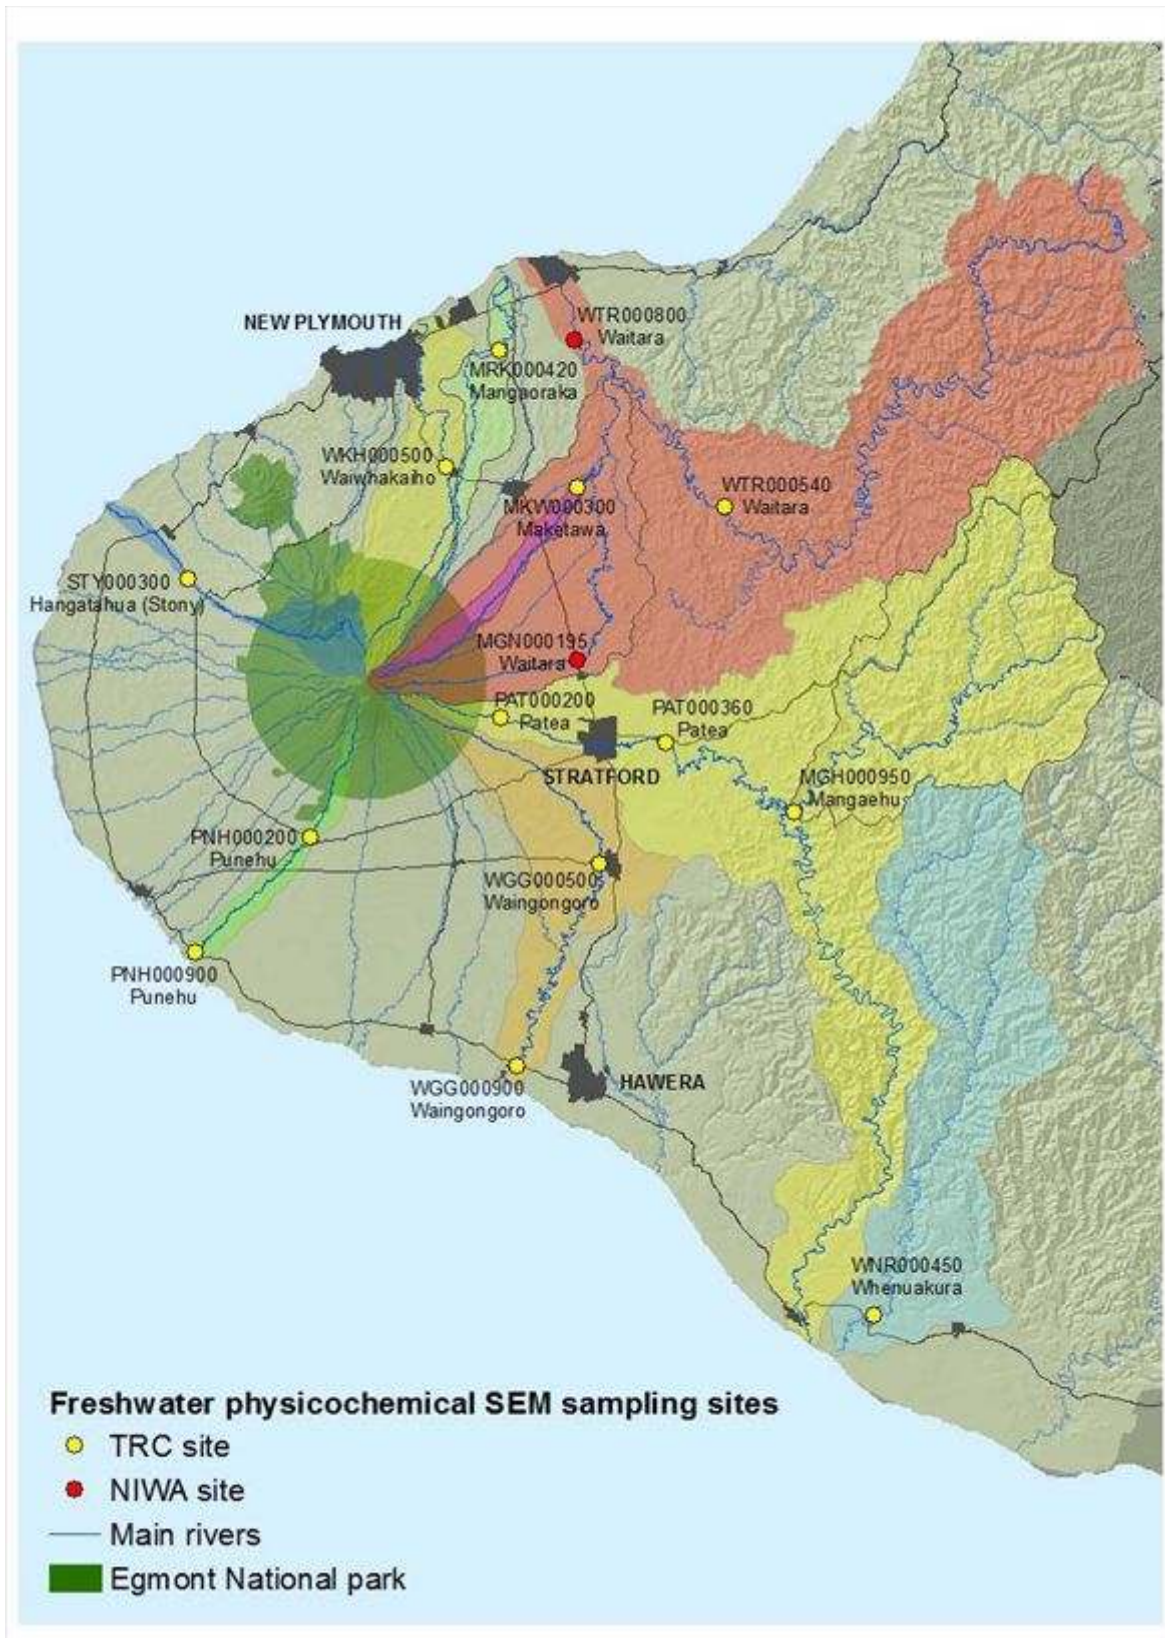 NEW PLYMOUTH
WTR000800
Waitara
MRK000420
Mangaoraka
WKH000500
Waiwhakaiho
WTR000540
Waitara
MKW000300
Maketawa
STY000300
Hangatahua (Stony)
MGN000195
Waitara
PAT000200
Patea
PAT000360
Patea
STRATFORD
MGH000950
Mangaehu
PNH000200
Punehu
WGG000500
Waingongoro
PNH000900
Punehu
WGG000900
Waingongoro
HAWERA
WNR000450
Whenuakura
Freshwater physicochemical SEM sampling sites
TRC site
NIWA site
Main rivers
Egmont National park